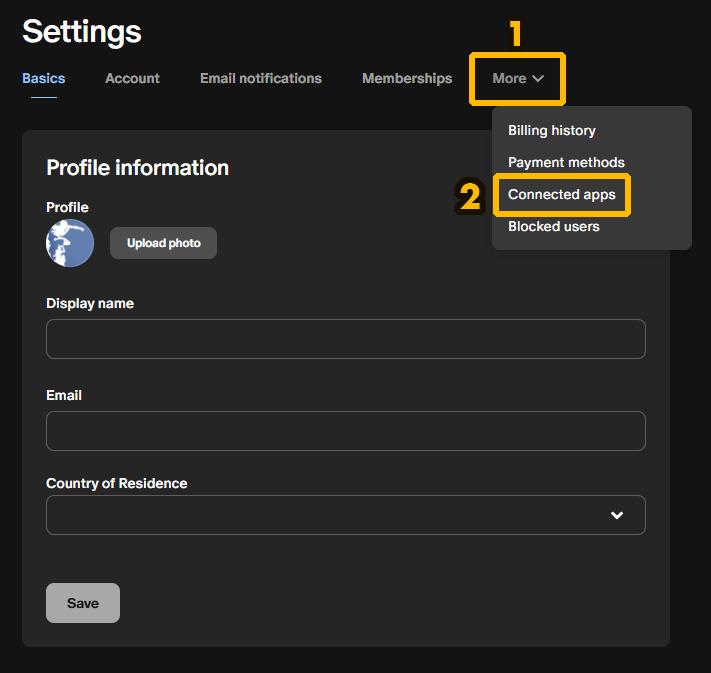 Settings
1
Basics Account Email notifications Memberships More
Billing history
Payment methods
2
Connected apps
Blocked users
Profile information
Profile
Upload photo
Display name
Email
Country of Residence
Save